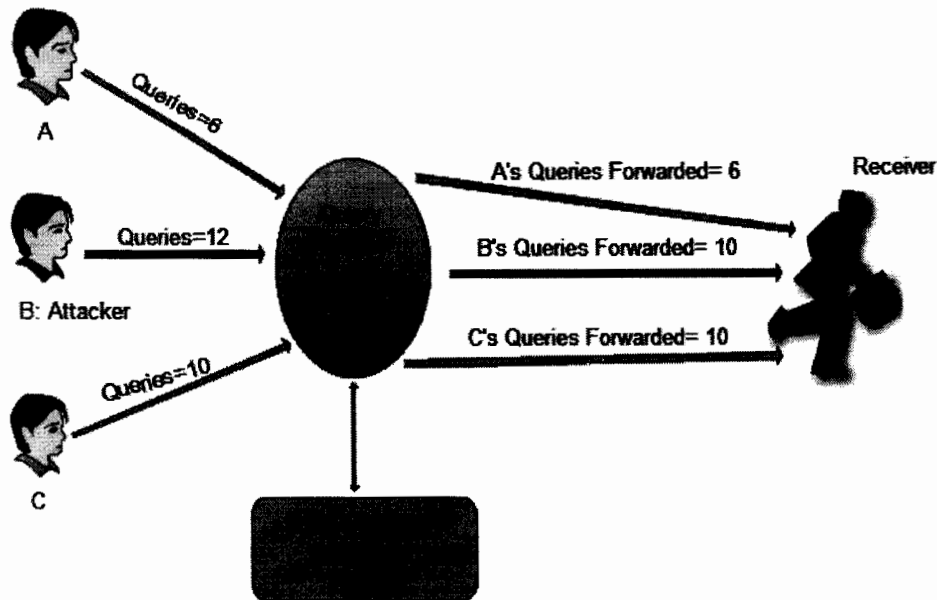 A
Queries=6
B: Attacker
Queries=12
C
Queries=10
A's Queries Forwarded= 6
B's Queries Forwarded= 10
C's Queries Forwarded= 10
Receiver